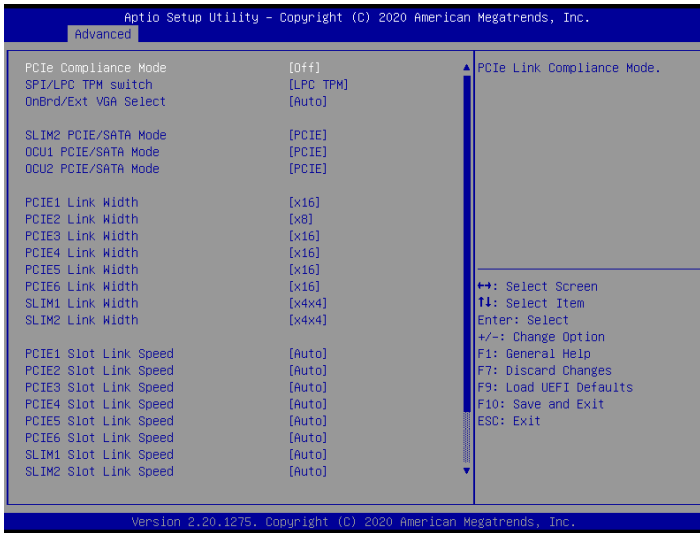 Aptio Setup Utility – Copyright (C) 2020 American Megatrends, Inc.
Advanced
PCIe Compliance Mode [Off]
SPI/LPC TPM switch [LPC TPM]
OnBrd/Ext VGA Select [Auto]
SLIM2 PCIE/SATA Mode [PCIE]
OCU1 PCIE/SATA Mode [PCIE]
OCU2 PCIE/SATA Mode [PCIE]
PCIE1 Link Width [x16]
PCIE2 Link Width [x8]
PCIE3 Link Width [x16]
PCIE4 Link Width [x16]
PCIE5 Link Width [x16]
PCIE6 Link Width [x16]
SLIM1 Link Width [x4x4]
SLIM2 Link Width [x4x4]
PCIE1 Slot Link Speed [Auto]
PCIE2 Slot Link Speed [Auto]
PCIE3 Slot Link Speed [Auto]
PCIE4 Slot Link Speed [Auto]
PCIE5 Slot Link Speed [Auto]
PCIE6 Slot Link Speed [Auto]
SLIM1 Slot Link Speed [Auto]
SLIM2 Slot Link Speed [Auto]
PCIe Link Compliance Mode.
↔: Select Screen
↑↓: Select Item
Enter: Select
+/-: Change Option
F1: General Help
F7: Discard Changes
F9: Load UEFI Defaults
F10: Save and Exit
ESC: Exit
Version 2.20.1275. Copyright (C) 2020 American Megatrends, Inc.